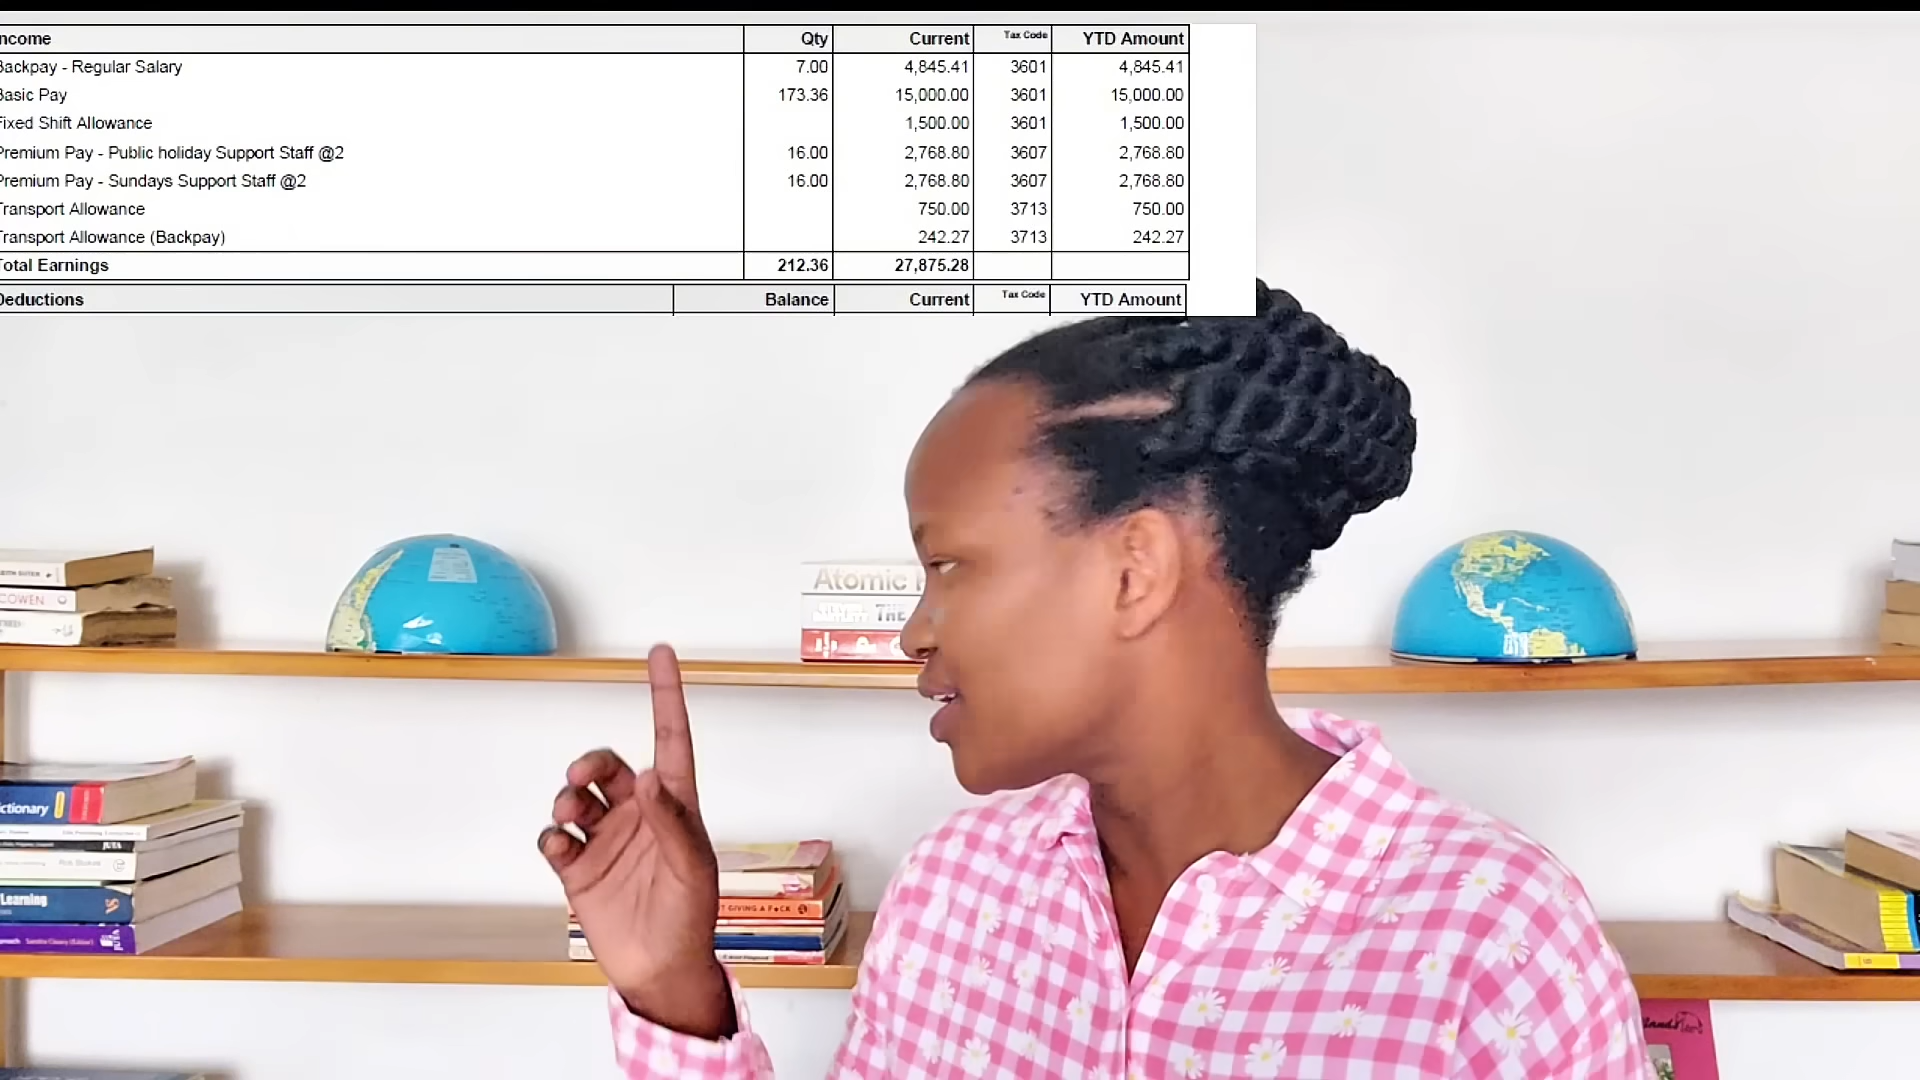 ncome Qty Current Tax Code YTD Amount
Backpay - Regular Salary 7.00 4,845.41 3601 4,845.41
Basic Pay 173.36 15,000.00 3601 15,000.00
Fixed Shift Allowance 1,500.00 3601 1,500.00
Premium Pay - Public holiday Support Staff @2 16.00 2,768.80 3607 2,768.80
Premium Pay - Sundays Support Staff @2 16.00 2,768.80 3607 2,768.80
Transport Allowance 750.00 3713 750.00
Transport Allowance (Backpay) 242.27 3713 242.27
Total Earnings 212.36 27,875.28
Deductions Balance Current Tax Code YTD Amount
COWEN
Atomic
THE
ctionary
JUTA
Learning
T GIVING A F*CK